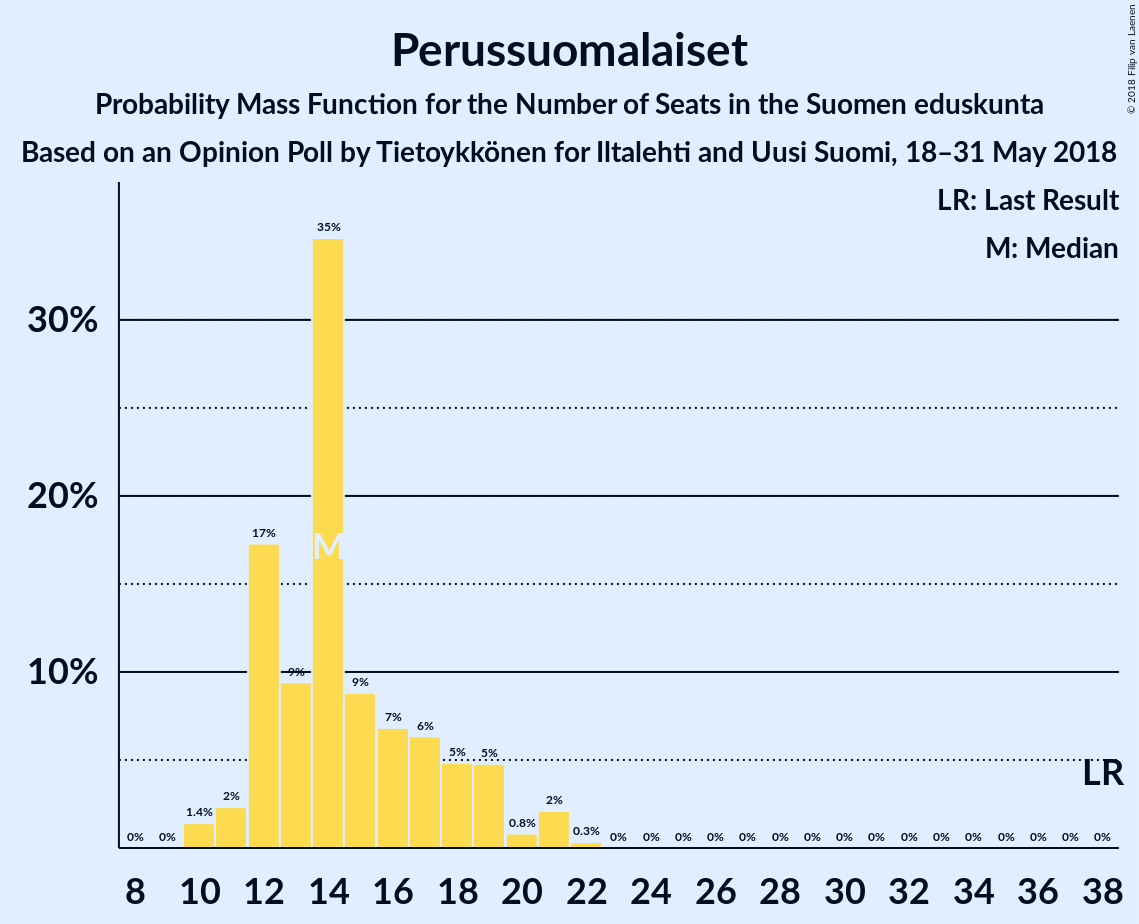 Perussuomalaiset
Probability Mass Function for the Number of Seats in the Suomen eduskunta
Based on an Opinion Poll by Tietoykkönen for Iltalehti and Uusi Suomi, 18–31 May 2018
© 2018 Filip van Laenen
LR: Last Result
M: Median
30%
20%
10%
0% 0% 1.4% 2% 17% 9% 35% 9% 7% 6% 5% 5% 0.8% 2% 0.3% 0% 0% 0% 0% 0% 0% 0% 0% 0% 0% 0% 0% 0% 0% 0% 0%
M
LR
8 10 12 14 16 18 20 22 24 26 28 30 32 34 36 38